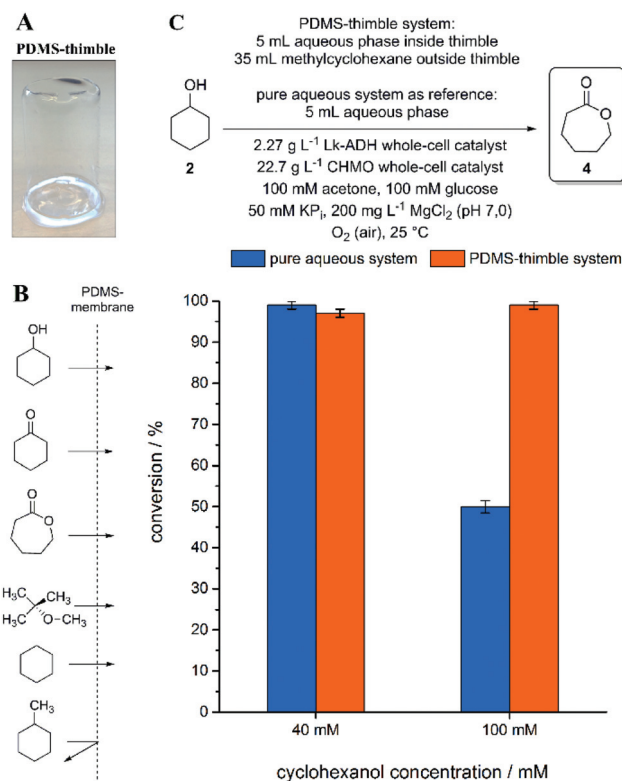 A
PDMS-thimble
C
PDMS-thimble system:
5 mL aqueous phase inside thimble
35 mL methylcyclohexane outside thimble
pure aqueous system as reference:
5 mL aqueous phase
OH
2
2.27 g L⁻¹ Lk-ADH whole-cell catalyst
22.7 g L⁻¹ CHMO whole-cell catalyst
100 mM acetone, 100 mM glucose
50 mM KPᵢ, 200 mg L⁻¹ MgCl₂ (pH 7,0)
O₂ (air), 25 °C
O
O
4
pure aqueous system
PDMS-thimble system
B
PDMS-
membrane
OH
O
O
O
H₃C
CH₃
H₃C
O–CH₃
CH₃
conversion / %
100
90
80
70
60
50
40
30
20
10
0
40 mM
100 mM
cyclohexanol concentration / mM